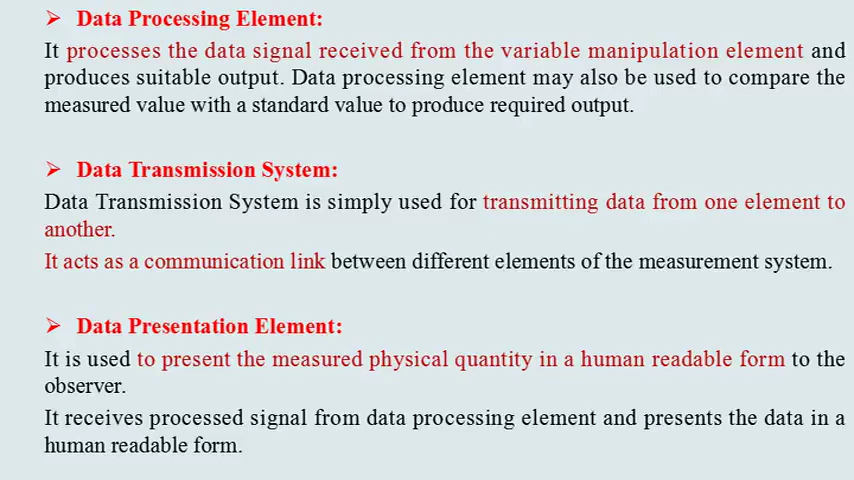 ➢ Data Processing Element:
It processes the data signal received from the variable manipulation element and
produces suitable output. Data processing element may also be used to compare the
measured value with a standard value to produce required output.
➢ Data Transmission System:
Data Transmission System is simply used for transmitting data from one element to
another.
It acts as a communication link between different elements of the measurement system.
➢ Data Presentation Element:
It is used to present the measured physical quantity in a human readable form to the
observer.
It receives processed signal from data processing element and presents the data in a
human readable form.